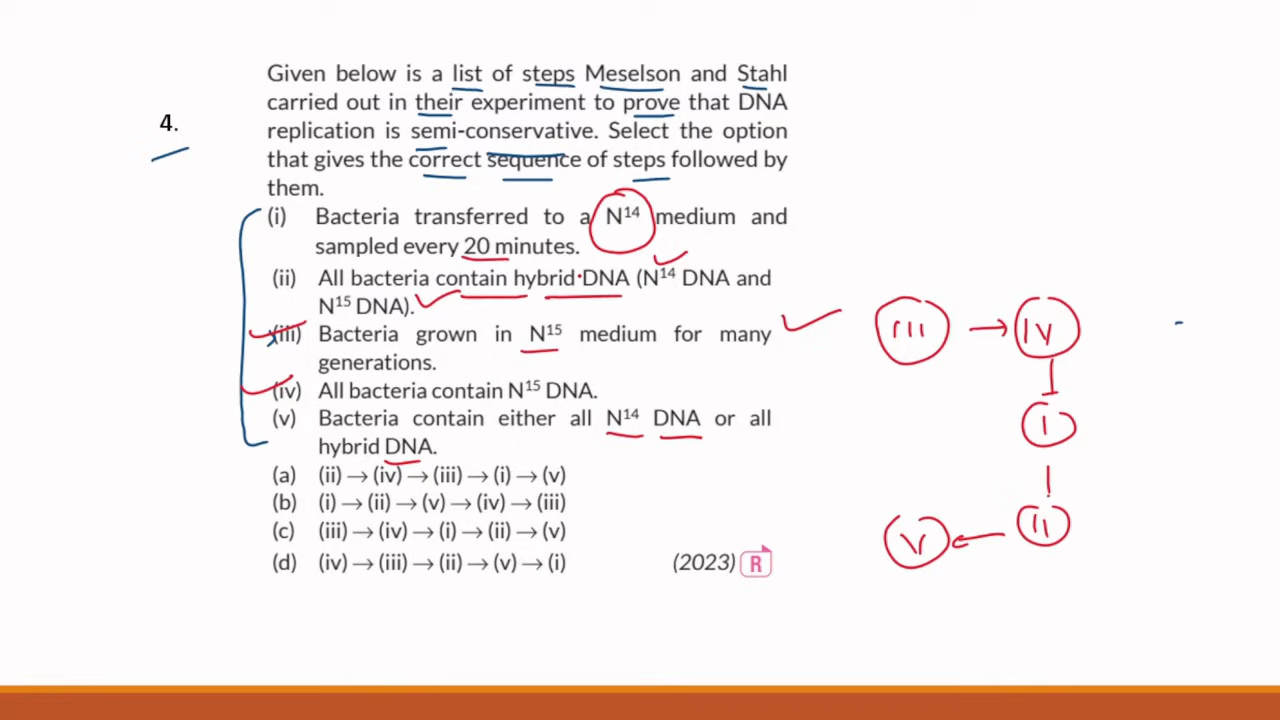 4.
Given below is a list of steps Meselson and Stahl
carried out in their experiment to prove that DNA
replication is semi-conservative. Select the option
that gives the correct sequence of steps followed by
them.
(i) Bacteria transferred to a N¹⁴ medium and
sampled every 20 minutes.
(ii) All bacteria contain hybrid DNA (N¹⁴ DNA and
N¹⁵ DNA).
(iii) Bacteria grown in N¹⁵ medium for many
generations.
(iv) All bacteria contain N¹⁵ DNA.
(v) Bacteria contain either all N¹⁴ DNA or all
hybrid DNA.
(a) (ii) → (iv) → (iii) → (i) → (v)
(b) (i) → (ii) → (v) → (iv) → (iii)
(c) (iii) → (iv) → (i) → (ii) → (v)
(d) (iv) → (iii) → (ii) → (v) → (i)
(2023) R
iii → iv
i
v ← ii